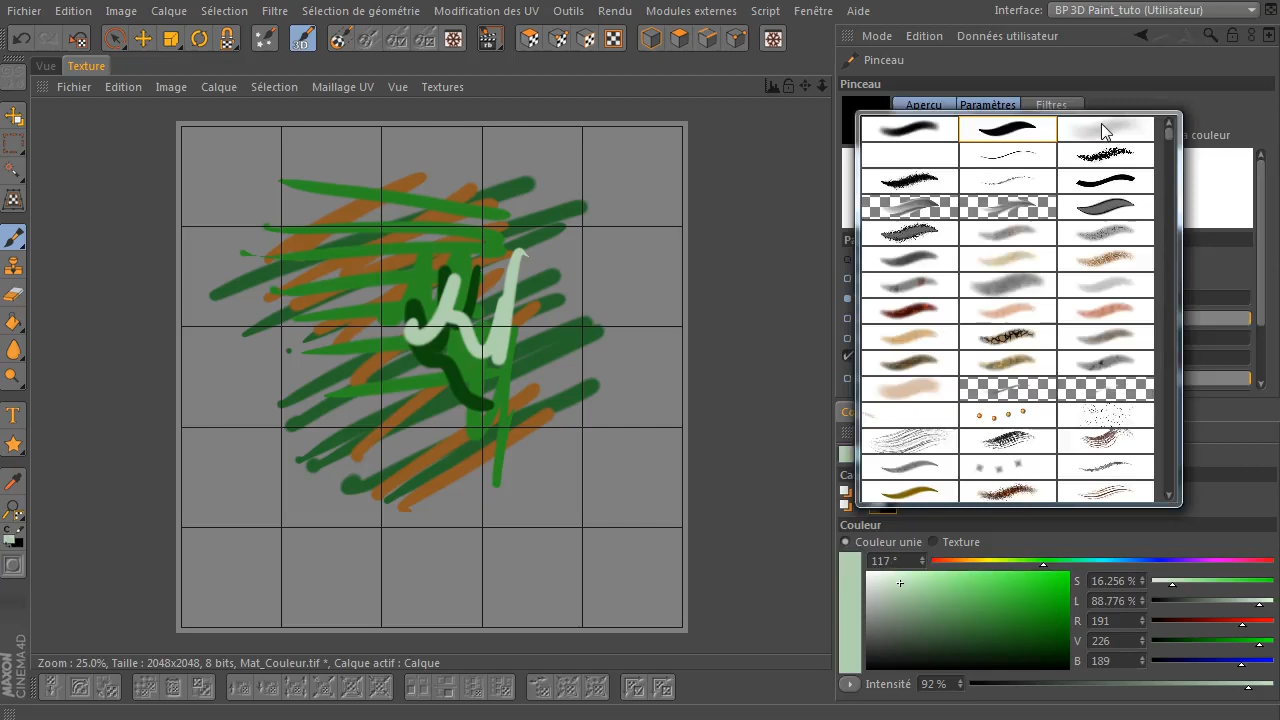 Fichier Edition Image Calque Sélection Filtre Sélection de géométrie Modification des UV Outils Rendu Modules externes Script Fenêtre Aide Interface: BP 3D Paint_tuto (Utilisateur)
3D
Mode Edition Données utilisateur
Vue Texture
Pinceau
Fichier Edition Image Calque Sélection Maillage UV Vue Textures
Pinceau
Aperçu Paramètres Filtres
a couleur
Couleur
Couleur unie Texture
117 °
S 16.256 %
L 88.776 %
R 191
V 226
B 189
Zoom : 25.0%, Taille : 2048x2048, 8 bits, Mat_Couleur.tif *, Calque actif : Calque
Intensité 92 %
MAXON
CINEMA 4D